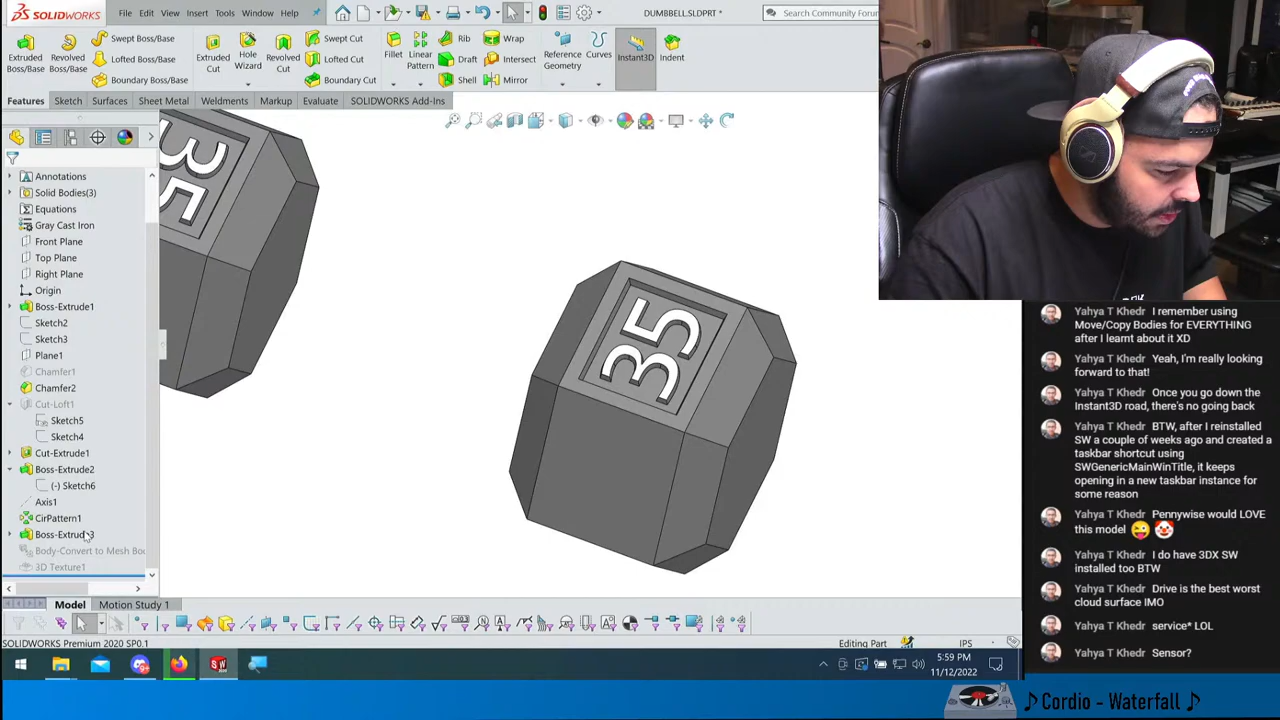 SOLIDWORKS
File Edit View Insert Tools Window Help
DUMBBELL.SLDPRT *
Search Community Forum
Extruded Boss/Base
Revolved Boss/Base
Swept Boss/Base
Lofted Boss/Base
Boundary Boss/Base
Extruded Cut
Hole Wizard
Revolved Cut
Swept Cut
Lofted Cut
Boundary Cut
Fillet
Linear Pattern
Rib
Draft
Shell
Wrap
Intersect
Mirror
Reference Geometry
Curves
Instant3D
Indent
Features Sketch Surfaces Sheet Metal Weldments Markup Evaluate SOLIDWORKS Add-Ins
Annotations
Solid Bodies(3)
Equations
Gray Cast Iron
Front Plane
Top Plane
Right Plane
Origin
Boss-Extrude1
Sketch2
Sketch3
Plane1
Chamfer1
Chamfer2
Cut-Loft1
Sketch5
Sketch4
Cut-Extrude1
Boss-Extrude2
(-) Sketch6
Axis1
CirPattern1
Boss-Extrude3
Body-Convert to Mesh Boo
3D Texture1
35
35
Model Motion Study 1
SOLIDWORKS Premium 2020 SP0.1
Editing Part
IPS
5:59 PM
11/12/2022
Yahya T Khedr I remember using
Move/Copy Bodies for EVERYTHING
after I learnt about it XD
Yahya T Khedr Yeah, I'm really looking
forward to that!
Yahya T Khedr Once you go down the
Instant3D road, there's no going back
Yahya T Khedr BTW, after I reinstalled
SW a couple of weeks ago and created a
taskbar shortcut using
SWGenericMainWinTitle, it keeps
opening in a new taskbar instance for
some reason
Yahya T Khedr Pennywise would LOVE
this model 😜 🤡
Yahya T Khedr I do have 3DX SW
installed too BTW
Yahya T Khedr Drive is the best worst
cloud surface IMO
Yahya T Khedr service* LOL
Yahya T Khedr Sensor?
♪ Cordio - Waterfall ♪